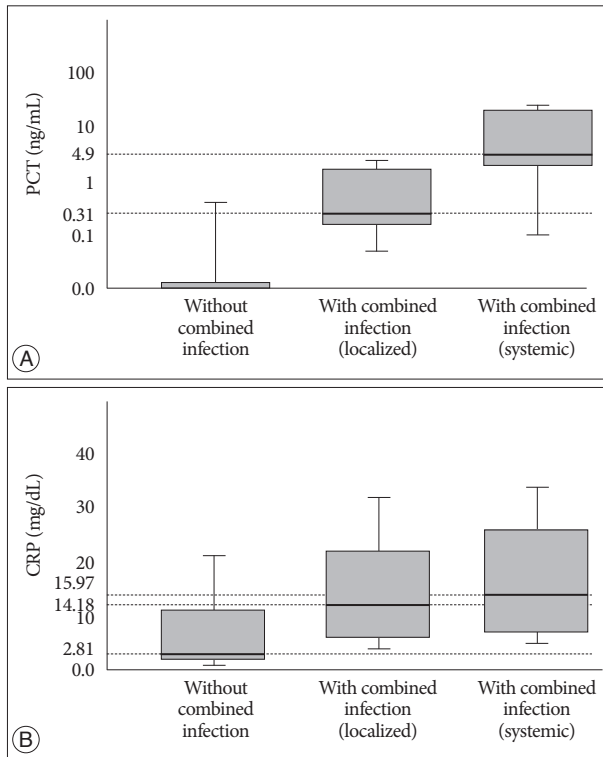 PCT (ng/mL)
100
10
4.9
1
0.31
0.1
0.0
Without
combined
infection
With combined
infection
(localized)
With combined
infection
(systemic)
A
CRP (mg/dL)
40
30
20
15.97
14.18
10
2.81
0.0
Without
combined
infection
With combined
infection
(localized)
With combined
infection
(systemic)
B